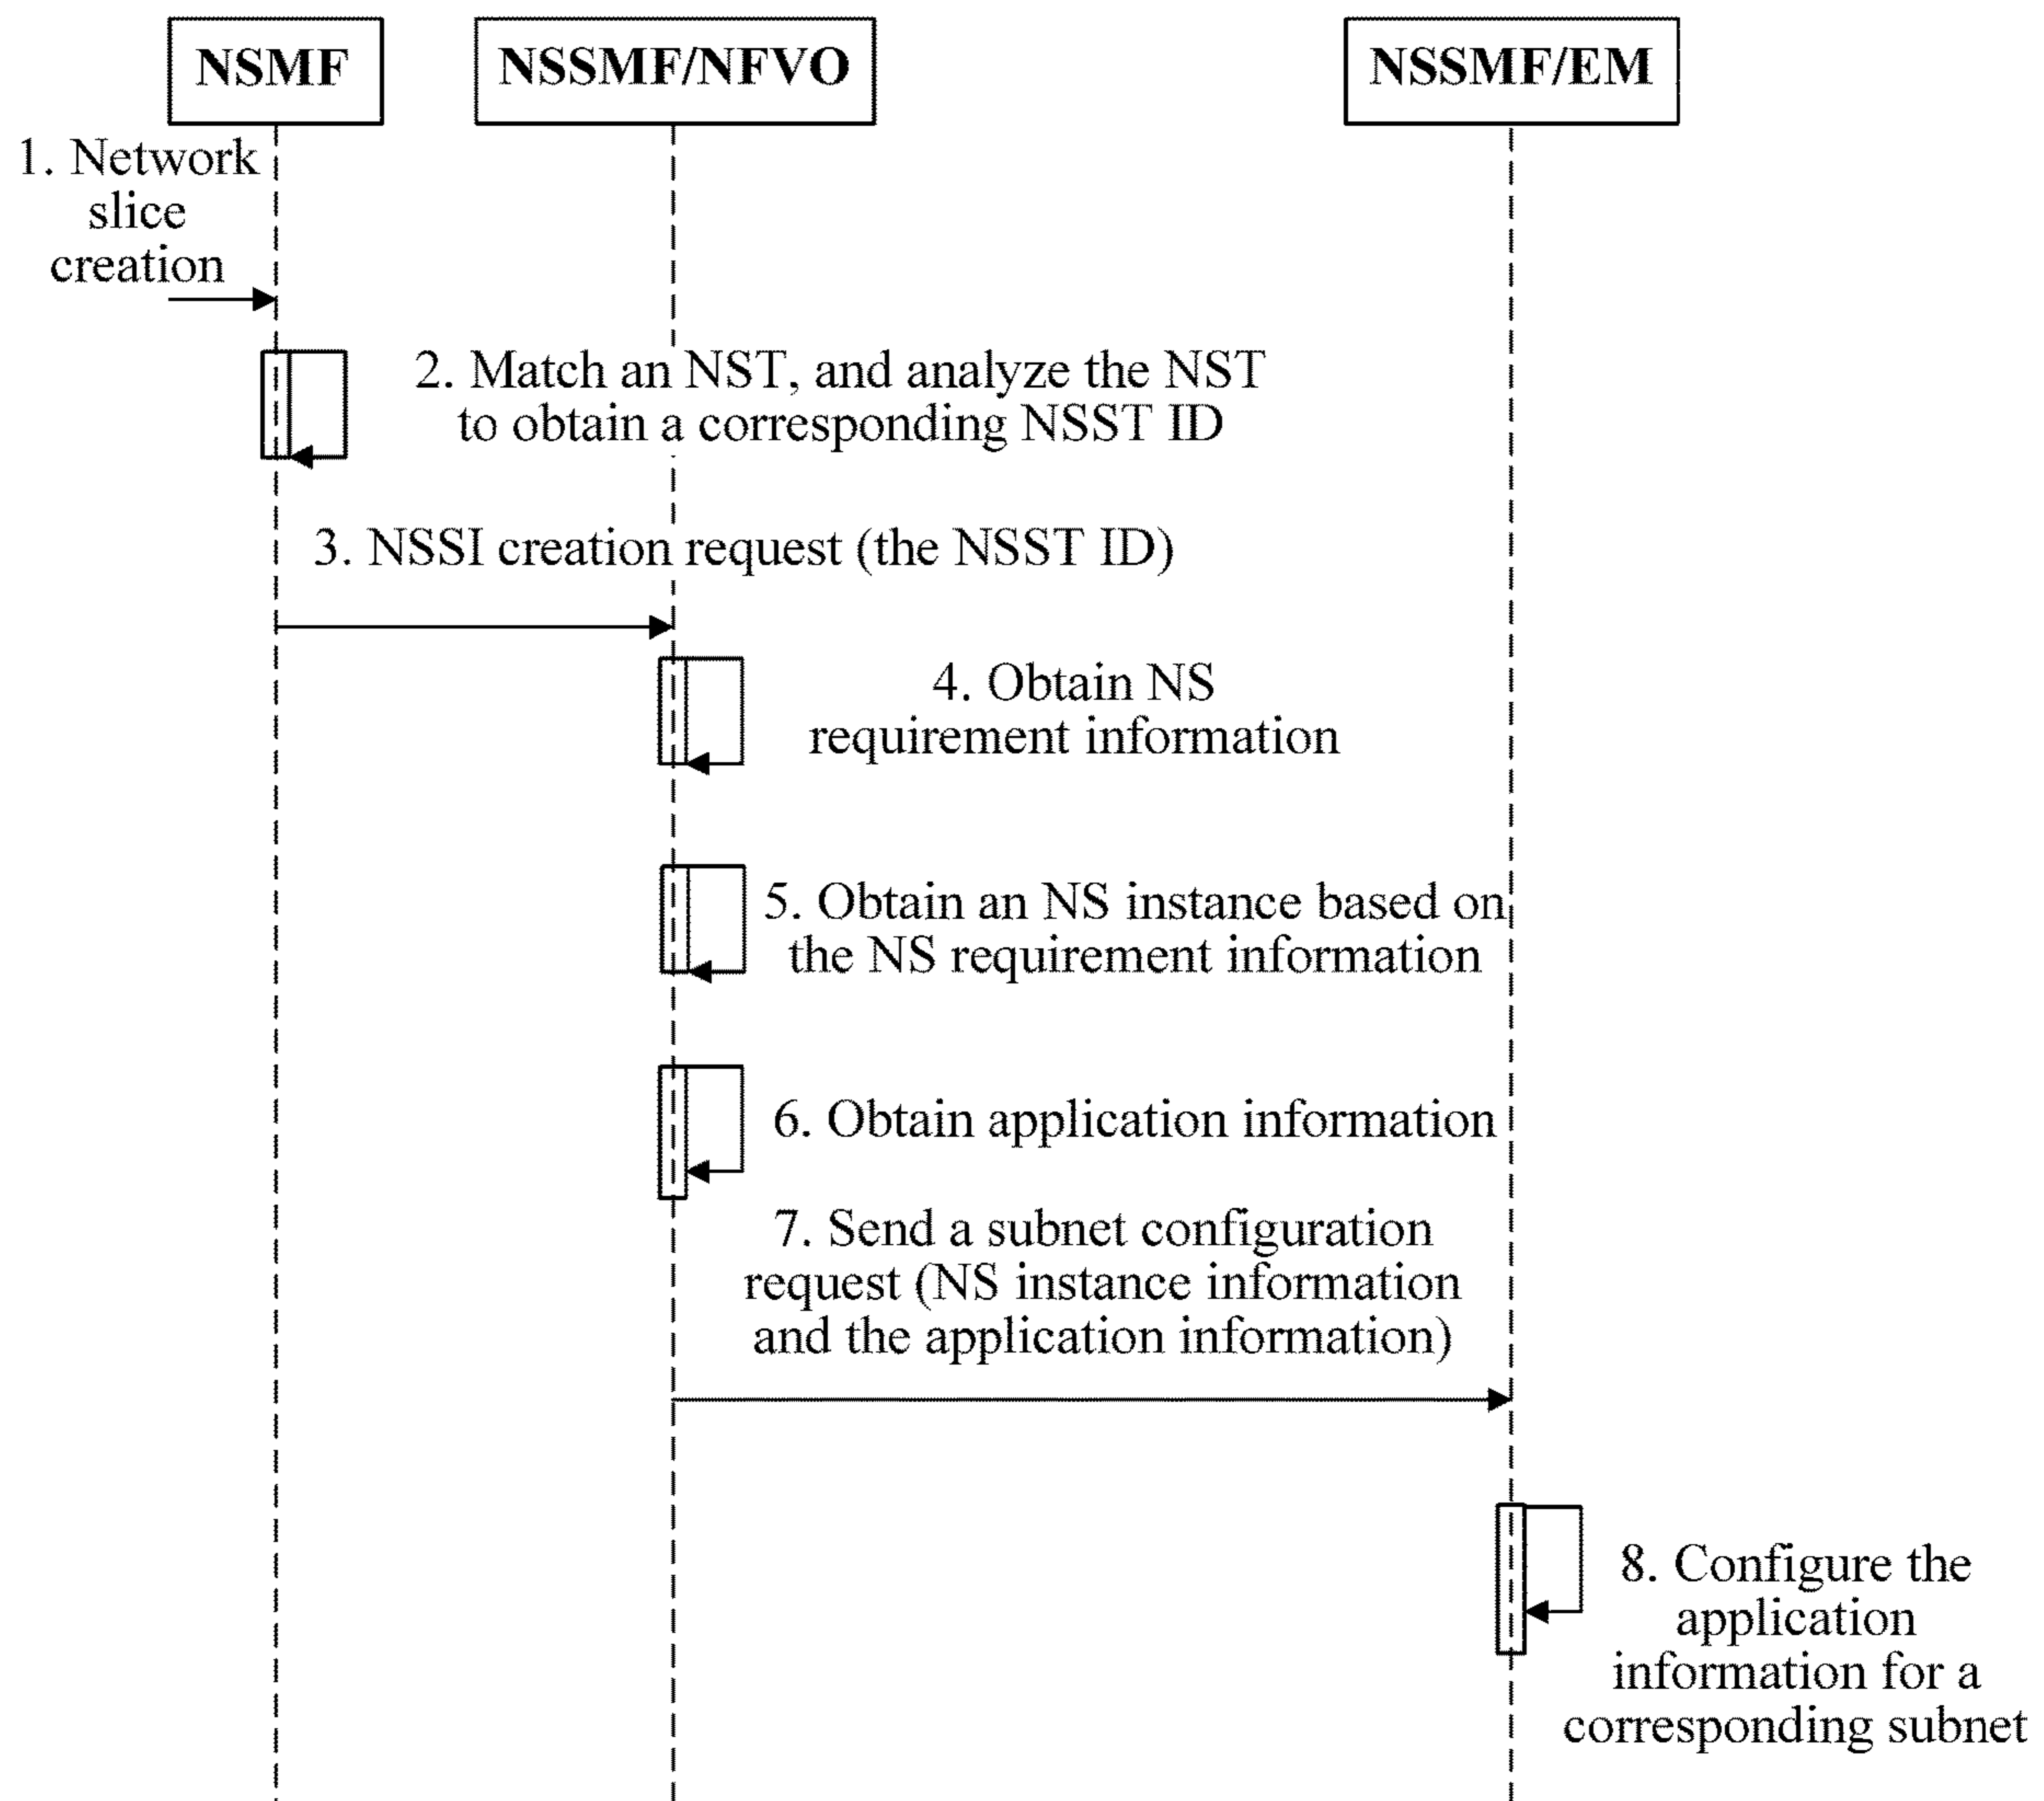 NSMF
NSSMF/NFVO
NSSMF/EM
1. Network
slice
creation
2. Match an NST, and analyze the NST
to obtain a corresponding NSST ID
3. NSSI creation request (the NSST ID)
4. Obtain NS
requirement information
5. Obtain an NS instance based on
the NS requirement information
6. Obtain application information
7. Send a subnet configuration
request (NS instance information
and the application information)
8. Configure the
application
information for a
corresponding subnet